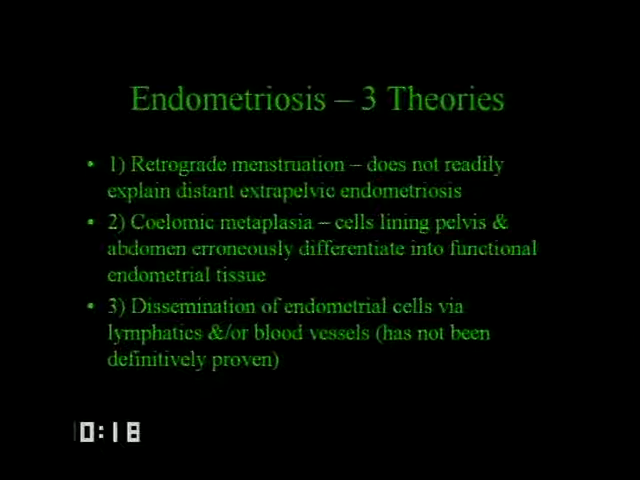 Endometriosis – 3 Theories
• 1) Retrograde menstruation – does not readily
explain distant extrapelvic endometriosis
• 2) Coelomic metaplasia – cells lining pelvis &
abdomen erroneously differentiate into functional
endometrial tissue
• 3) Dissemination of endometrial cells via
lymphatics &/or blood vessels (has not been
definitively proven)
0:18